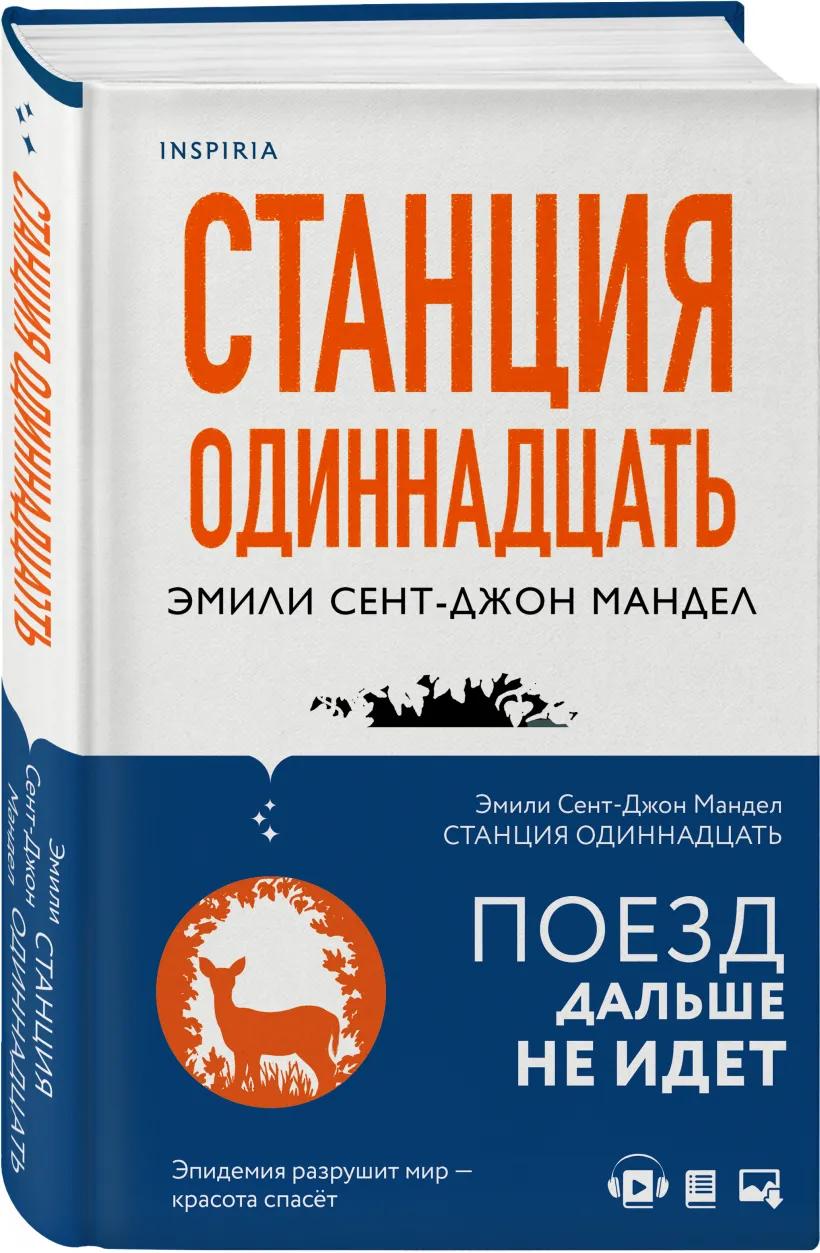 INSPIRIA
СТАНЦИЯ
ОДИННАДЦАТЬ
ЭМИЛИ СЕНТ-ДЖОН МАНДЕЛ
Эмили Сент-Джон Мандел
СТАНЦИЯ ОДИННАДЦАТЬ
ПОЕЗД
ДАЛЬШЕ
НЕ ИДЕТ
Эпидемия разрушит мир —
красота спасёт
СТАНЦИЯ ОДИННАДЦАТЬ
Эмили
Сент-Джон
Мандел
СТАНЦИЯ
ОДИННАДЦАТЬ